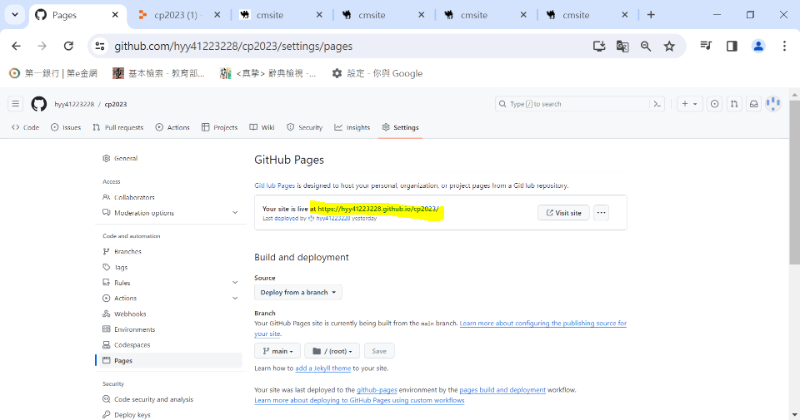 Pages
cp2023 (1) -
cmsite
cmsite
cmsite
cmsite
github.com/hyy41223228/cp2023/settings/pages
第一銀行 | 第e金網
基本檢索 - 教育部...
<真摯> 辭典檢視 -...
設定 - 你與 Google
hyy41223228 / cp2023
Type / to search
Code
Issues
Pull requests
Actions
Projects
Wiki
Security
Insights
Settings
General
Access
Collaborators
Moderation options
Code and automation
Branches
Tags
Rules
Actions
Webhooks
Environments
Codespaces
Pages
Security
Code security and analysis
Deploy keys
GitHub Pages
GitHub Pages is designed to host your personal, organization, or project pages from a GitHub repository.
Your site is live at https://hyy41223228.github.io/cp2023/
Last deployed by hyy41223228 yesterday
Visit site
Build and deployment
Source
Deploy from a branch
Branch
Your GitHub Pages site is currently being built from the main branch. Learn more about configuring the publishing source for
your site.
main
/ (root)
Save
Learn how to add a Jekyll theme to your site.
Your site was last deployed to the github-pages environment by the pages build and deployment workflow.
Learn more about deploying to GitHub Pages using custom workflows